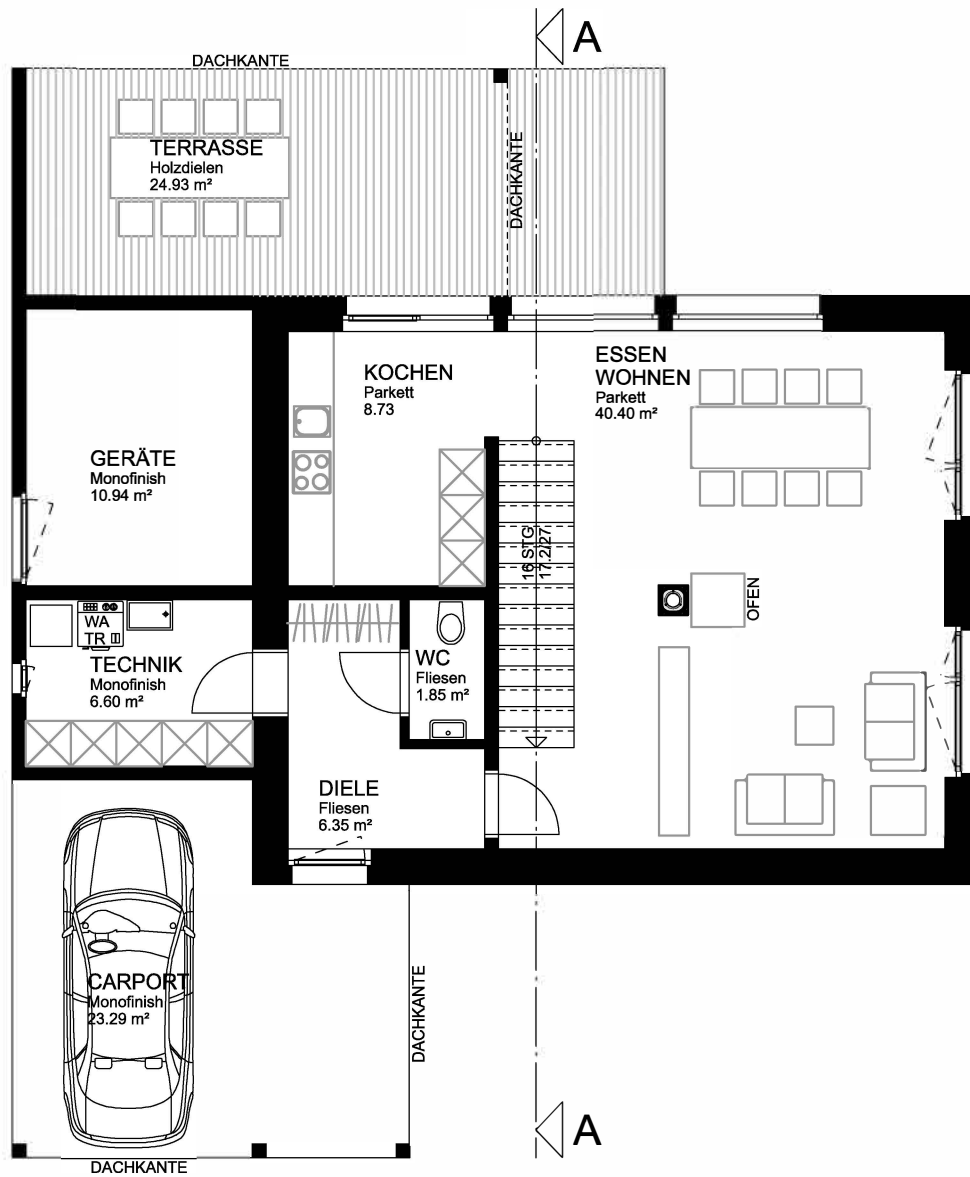 A
DACHKANTE
TERRASSE
Holzdielen
24.93 m²
DACHKANTE
KOCHEN
Parkett
8.73
ESSEN
WOHNEN
Parkett
40.40 m²
GERÄTE
Monofinish
10.94 m²
16 STG
17.2/27
OFEN
WA
TR
TECHNIK
Monofinish
6.60 m²
WC
Fliesen
1.85 m²
DIELE
Fliesen
6.35 m²
CARPORT
Monofinish
23.29 m²
DACHKANTE
A
DACHKANTE